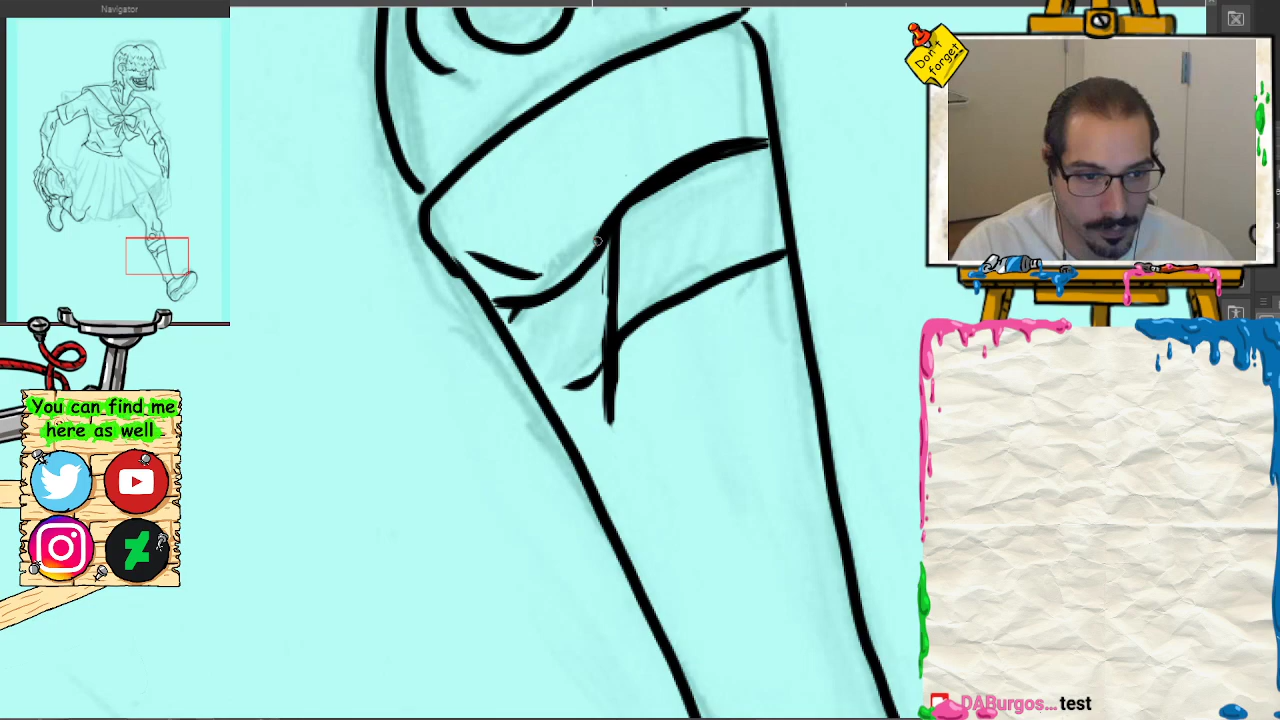 Navigator
Don't
forget
You can find me
here as well
DABurgos... test